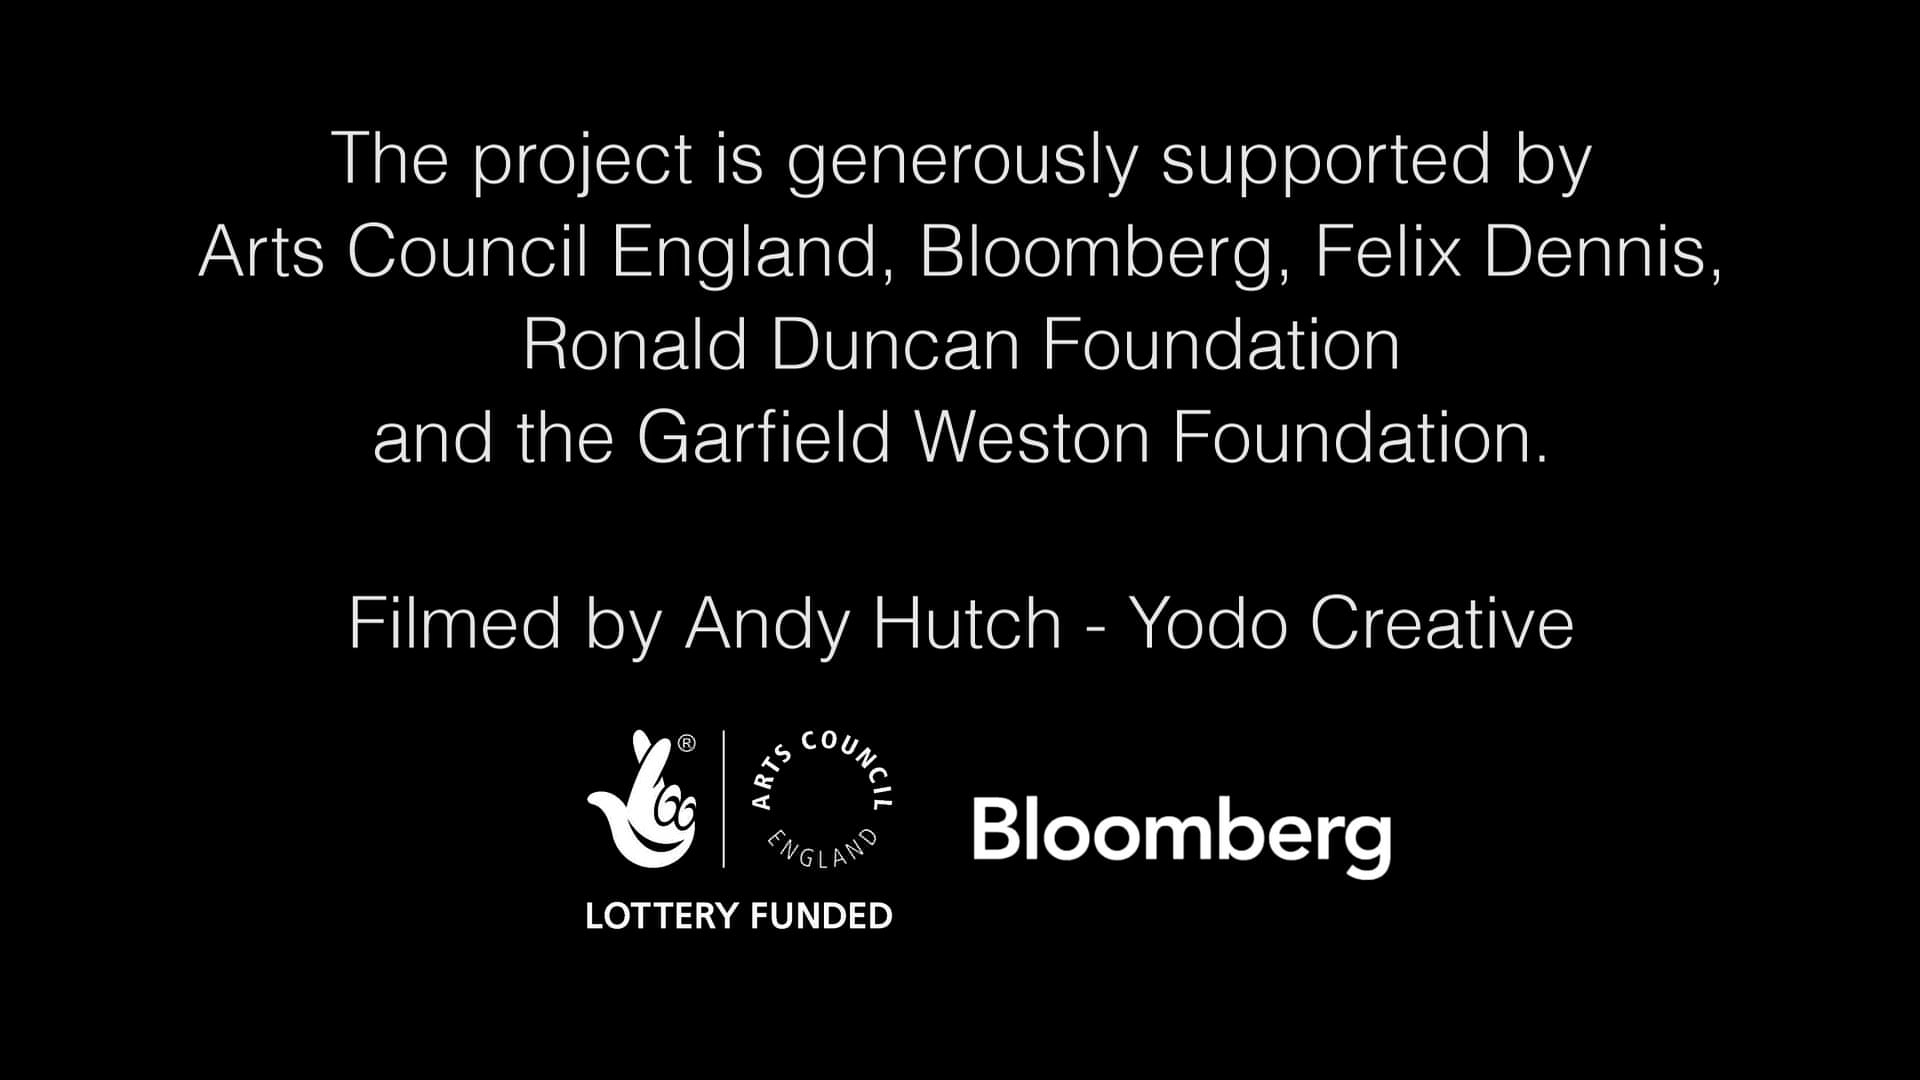 The project is generously supported by
Arts Council England, Bloomberg, Felix Dennis,
Ronald Duncan Foundation
and the Garfield Weston Foundation.
Filmed by Andy Hutch - Yodo Creative
®
ARTS COUNCIL
ENGLAND
Bloomberg
LOTTERY FUNDED